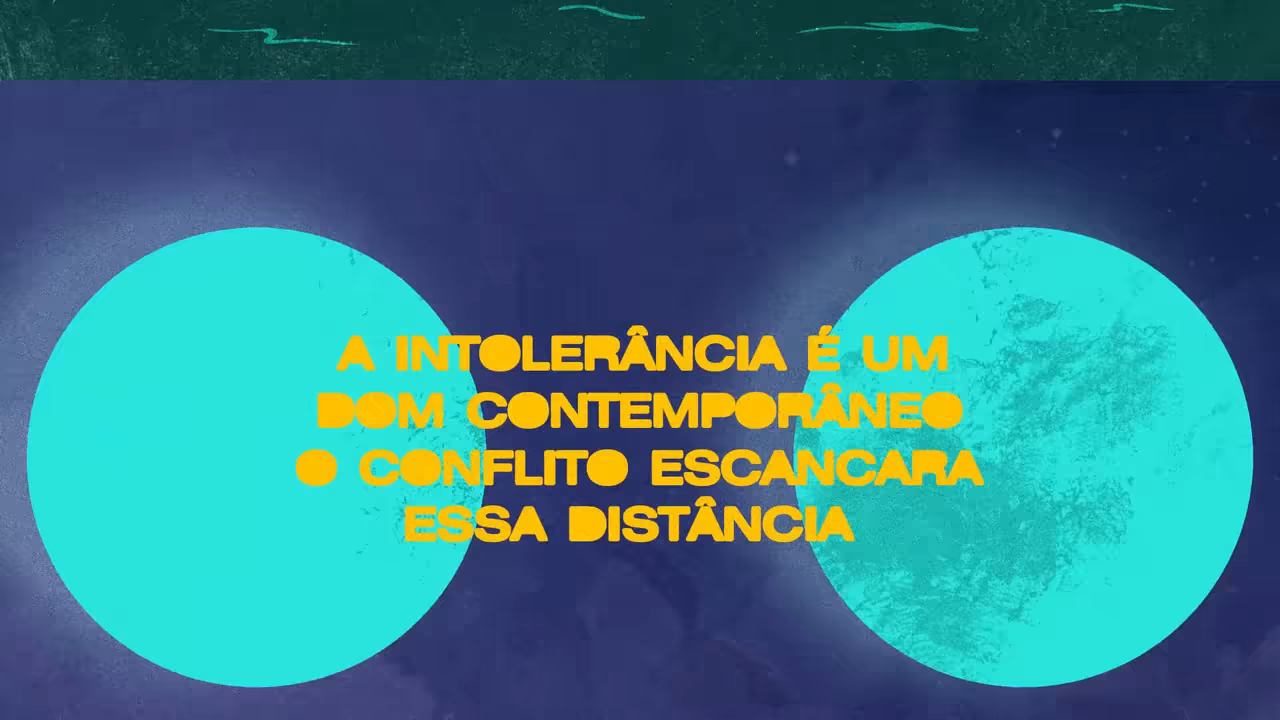 A INTOLERÂNCIA É UM
DOM CONTEMPORÂNEO
O CONFLITO ESCANCARA
ESSA DISTÂNCIA